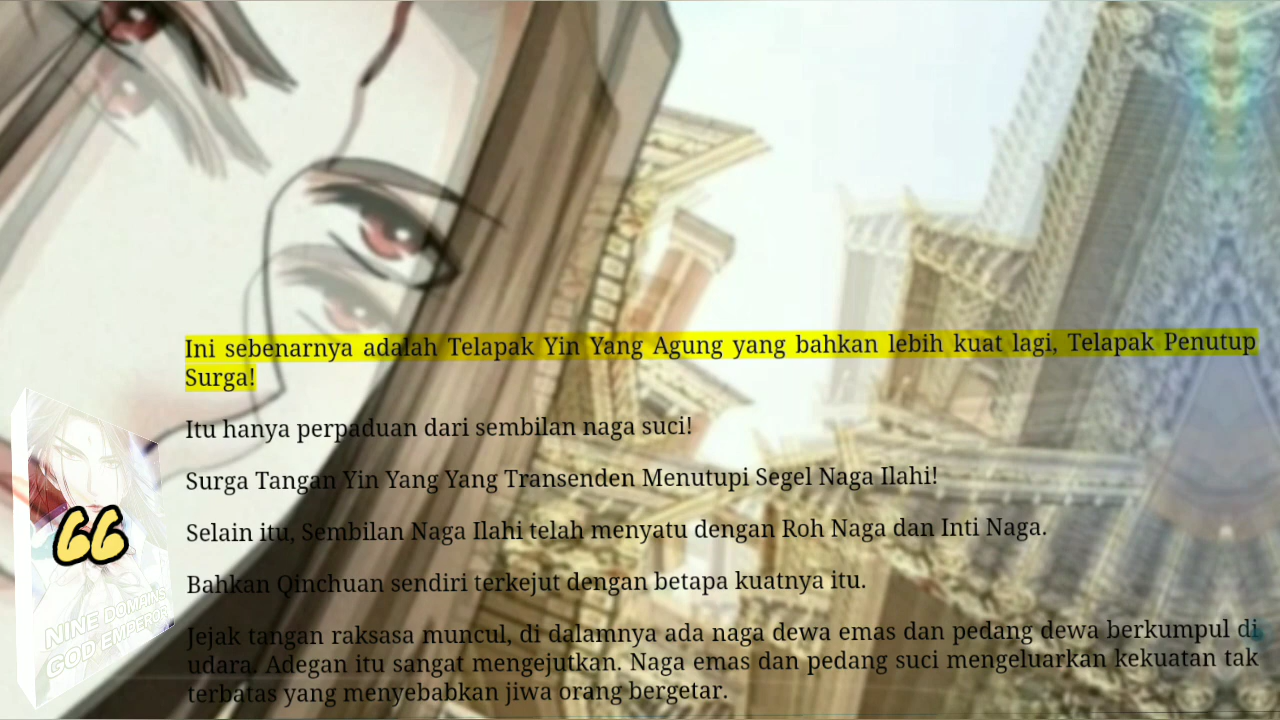 Ini sebenarnya adalah Telapak Yin Yang Agung yang bahkan lebih kuat lagi, Telapak Penutup
Surga!
Itu hanya perpaduan dari sembilan naga suci!
Surga Tangan Yin Yang Yang Transenden Menutupi Segel Naga Ilahi!
Selain itu, Sembilan Naga Ilahi telah menyatu dengan Roh Naga dan Inti Naga.
Bahkan Qinchuan sendiri terkejut dengan betapa kuatnya itu.
Jejak tangan raksasa muncul, di dalamnya ada naga dewa emas dan pedang dewa berkumpul di
udara. Adegan itu sangat mengejutkan. Naga emas dan pedang suci mengeluarkan kekuatan tak
terbatas yang menyebabkan jiwa orang bergetar.
66
NINE DOMAINS
GOD EMPEROR